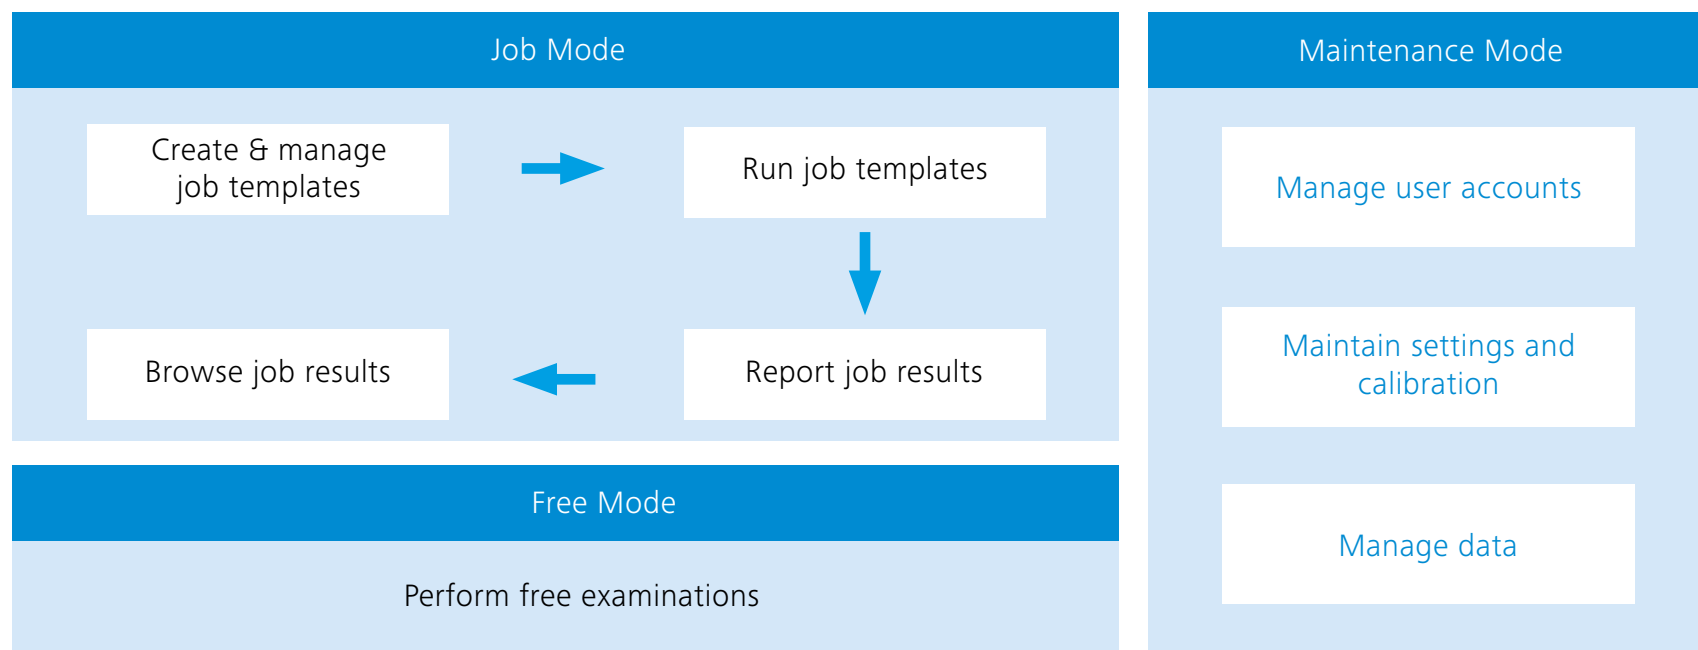 Job Mode
Create & manage
job templates
Run job templates
Browse job results
Report job results
Free Mode
Perform free examinations
Maintenance Mode
Manage user accounts
Maintain settings and
calibration
Manage data